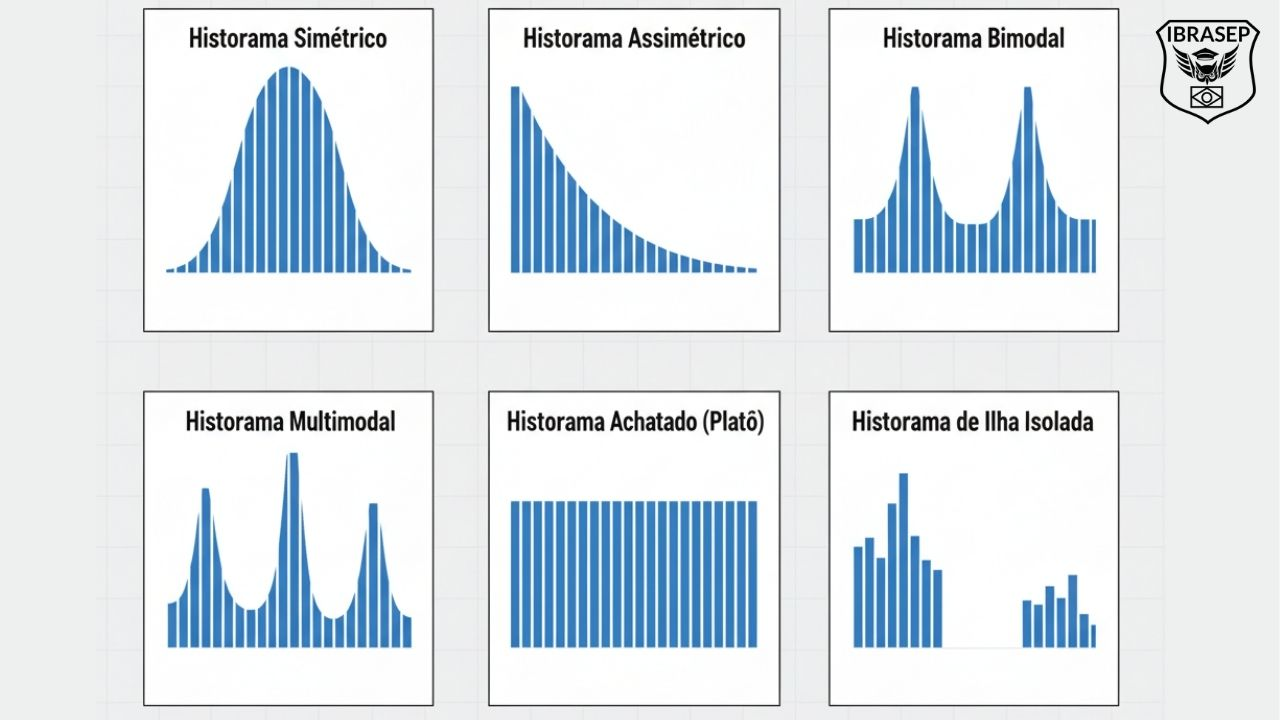 Historama Simétrico
Historama Assimétrico
Historama Bimodal
IBRASEP
Historama Multimodal
Historama Achatado (Platô)
Historama de Ilha Isolada